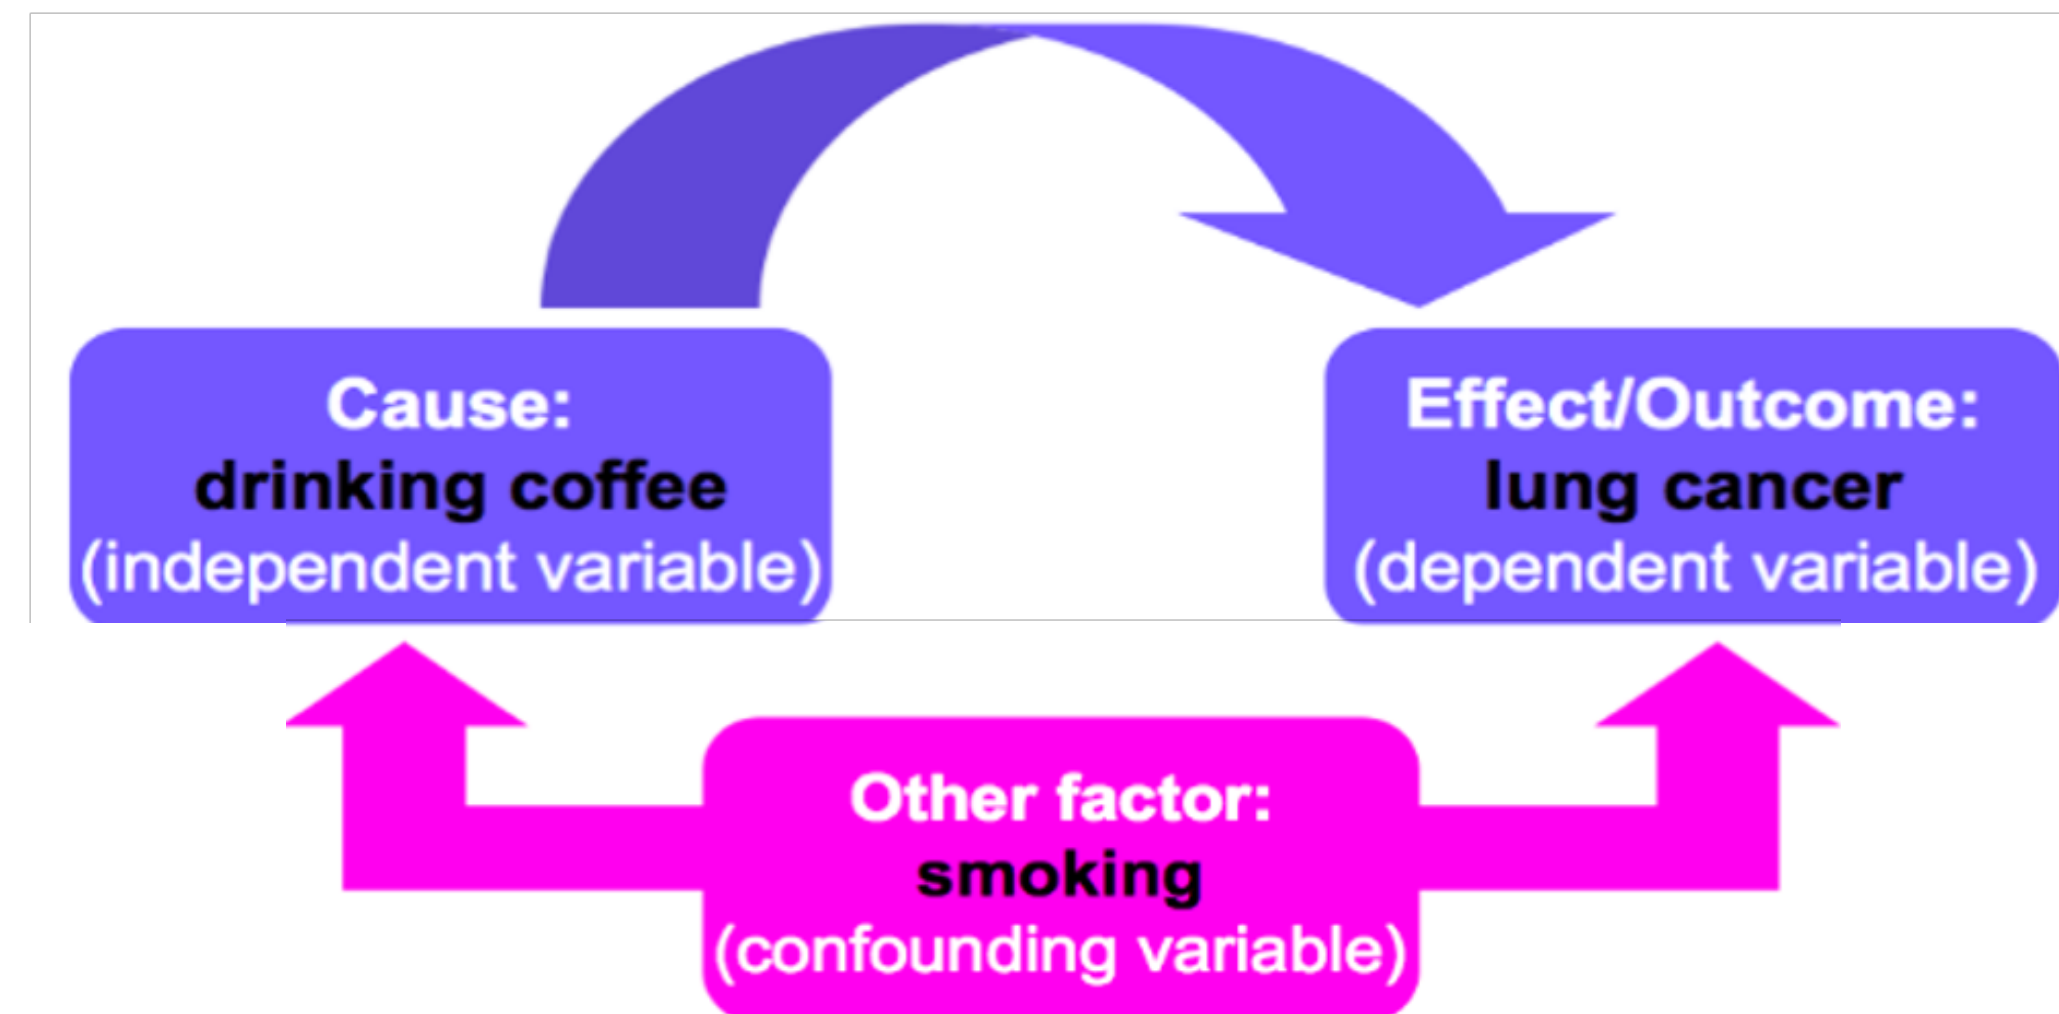 Cause:
drinking coffee
(independent variable)
Effect/Outcome:
lung cancer
(dependent variable)
Other factor:
smoking
(confounding variable)